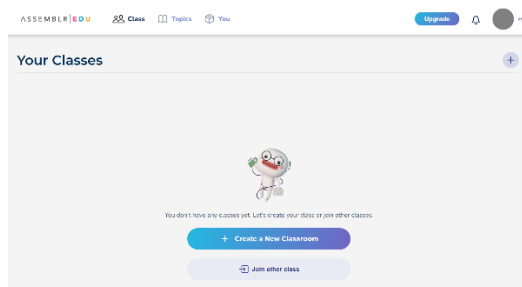 ASSEMBLR EDU Class Topics You Upgrade
Your Classes
You don't have any classes yet. Let's create your class or join other classes.
+ Create a New Classroom
Join other class